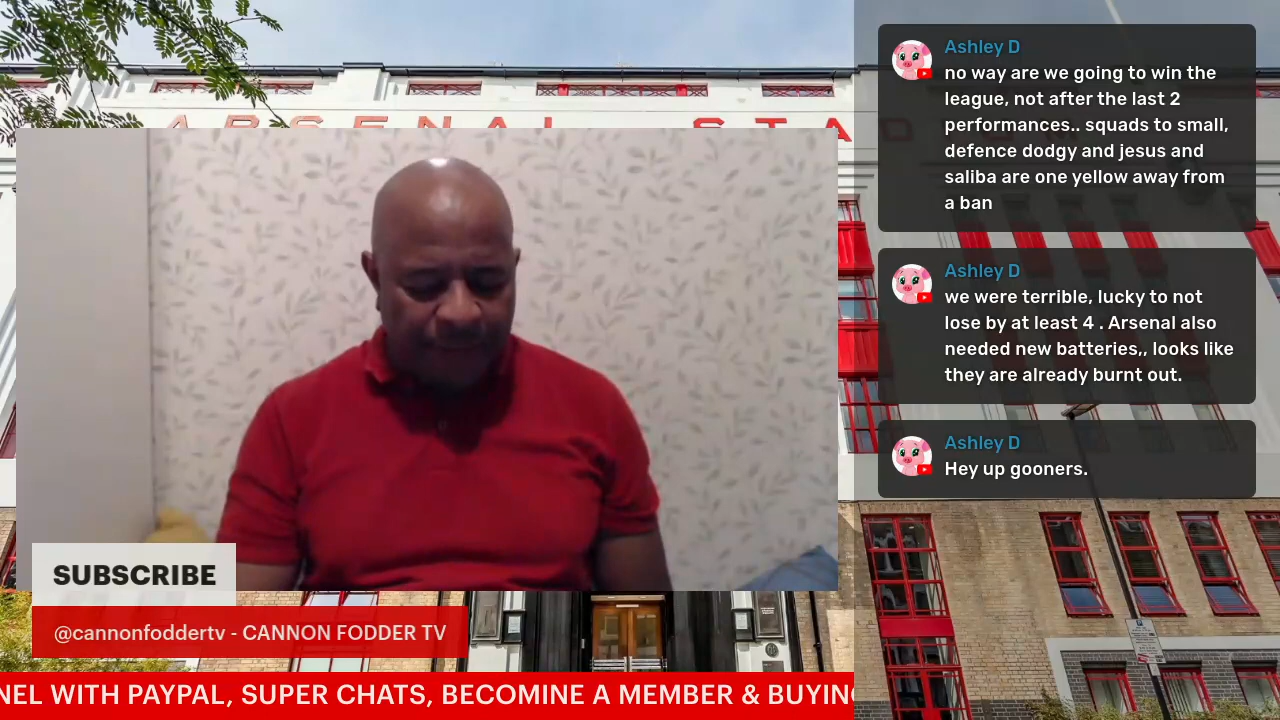 ARSENAL STA D
Ashley D
no way are we going to win the
league, not after the last 2
performances.. squads to small,
defence dodgy and jesus and
saliba are one yellow away from
a ban
Ashley D
we were terrible, lucky to not
lose by at least 4 . Arsenal also
needed new batteries,, looks like
they are already burnt out.
Ashley D
Hey up gooners.
SUBSCRIBE
@cannonfoddertv - CANNON FODDER TV
NEL WITH PAYPAL, SUPER CHATS, BECOMINE A MEMBER & BUYING